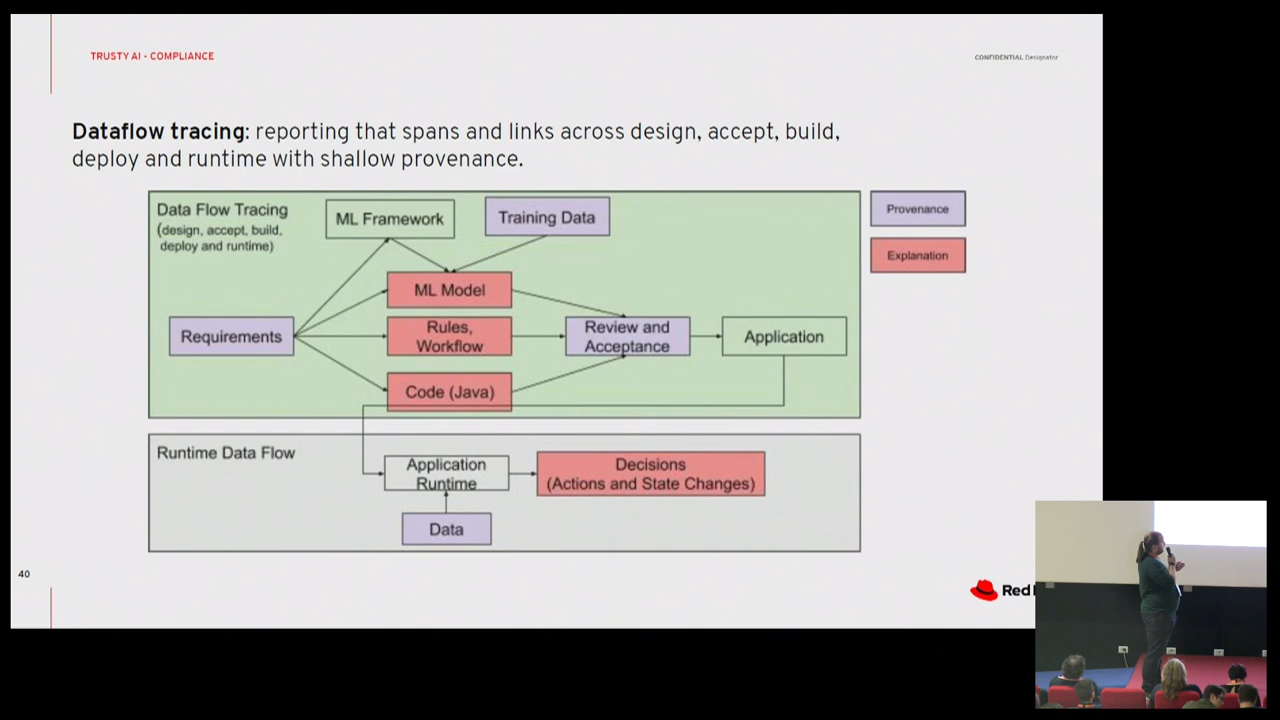 TRUSTY AI - COMPLIANCE
CONFIDENTIAL Designator
Dataflow tracing: reporting that spans and links across design, accept, build,
deploy and runtime with shallow provenance.
Data Flow Tracing
(design, accept, build,
deploy and runtime)
ML Framework
Training Data
Provenance
Explanation
ML Model
Requirements
Rules,
Workflow
Review and
Acceptance
Application
Code (Java)
Runtime Data Flow
Application
Runtime
Decisions
(Actions and State Changes)
Data
40
Red